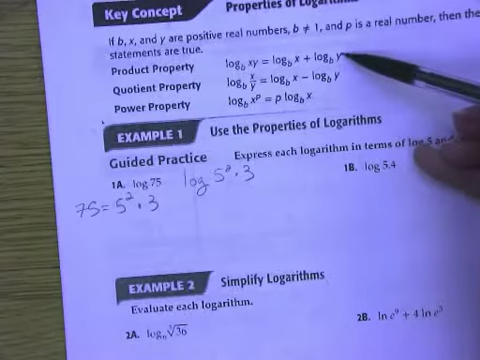 Key Concept Properties of Logarithms
If b, x, and y are positive real numbers, b ≠ 1, and p is a real number, then the
statements are true.
Product Property log_b xy = log_b x + log_b y
Quotient Property log_b x/y = log_b x − log_b y
Power Property log_b x^p = p log_b x
EXAMPLE 1 Use the Properties of Logarithms
Guided Practice Express each logarithm in terms of log 5 and
1A. log 75 log 5² · 3 1B. log 5.4
75 = 5² · 3
EXAMPLE 2 Simplify Logarithms
Evaluate each logarithm.
2A. 2B. ln e⁹ + 4 ln e³